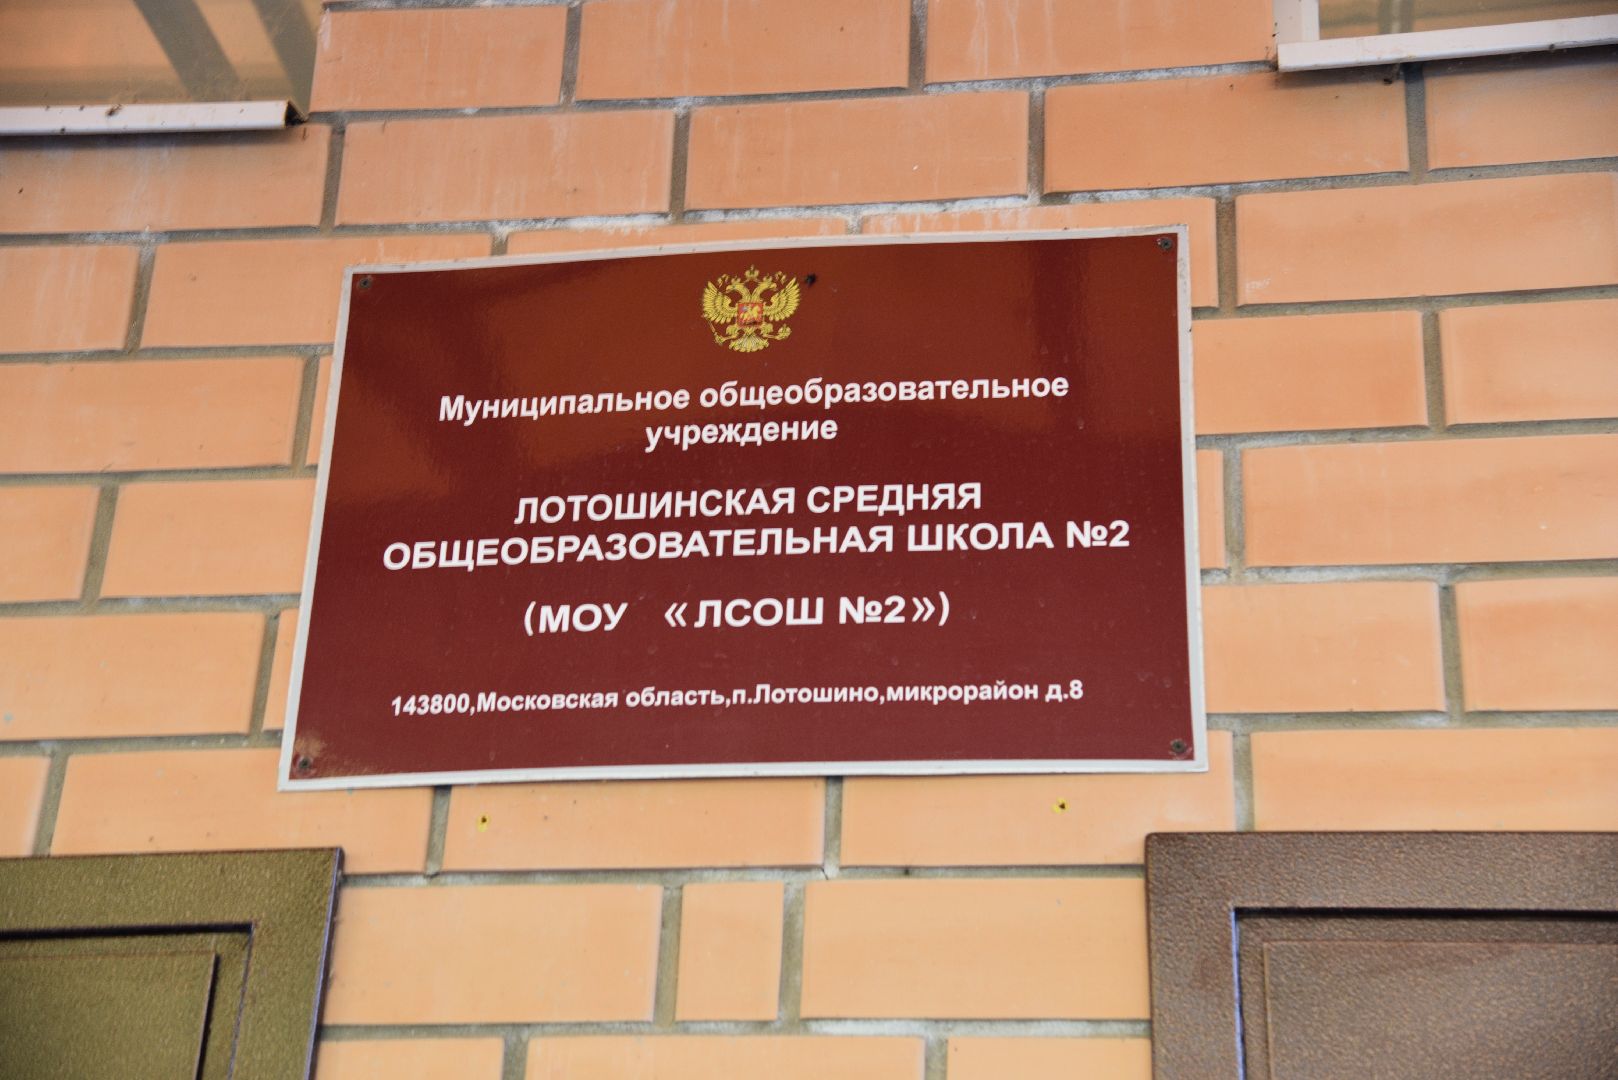 Муниципальное общеобразовательное
учреждение
ЛОТОШИНСКАЯ СРЕДНЯЯ
ОБЩЕОБРАЗОВАТЕЛЬНАЯ ШКОЛА №2
(МОУ «ЛСОШ №2»)
143800,Московская область,п.Лотошино,микрорайон д.8